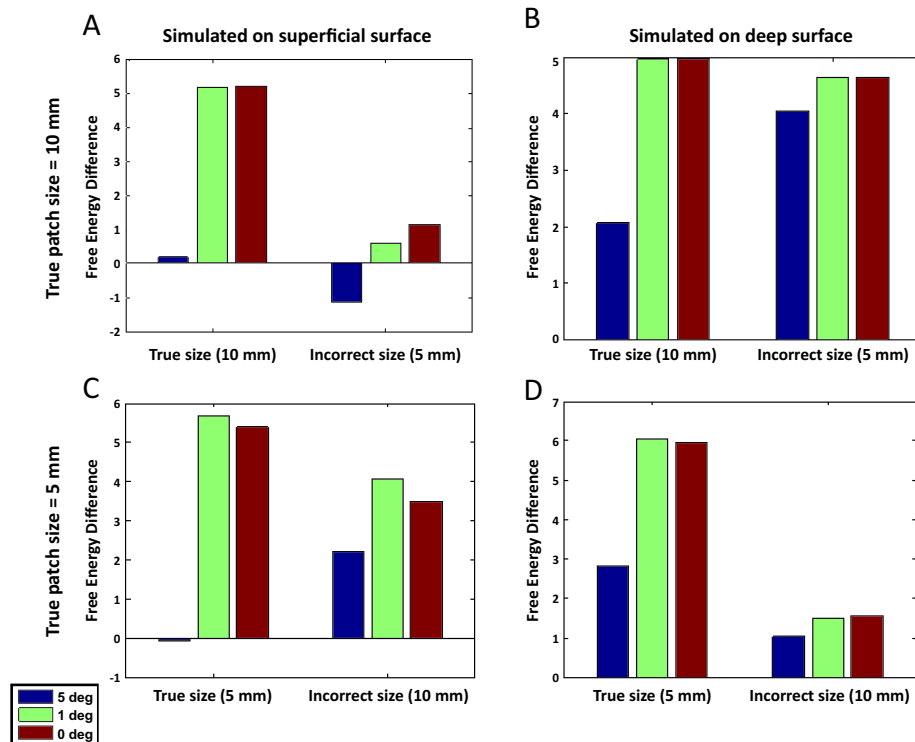 A
Simulated on superficial surface
True patch size = 10 mm
Free Energy Difference
6
5
4
3
2
1
0
-1
-2
True size (10 mm)
Incorrect size (5 mm)
B
Simulated on deep surface
Free Energy Difference
5
4
3
2
1
0
True size (10 mm)
Incorrect size (5 mm)
C
True patch size = 5 mm
Free Energy Difference
6
5
4
3
2
1
0
-1
True size (5 mm)
Incorrect size (10 mm)
D
Free Energy Difference
7
6
5
4
3
2
1
0
True size (5 mm)
Incorrect size (10 mm)
5 deg
1 deg
0 deg